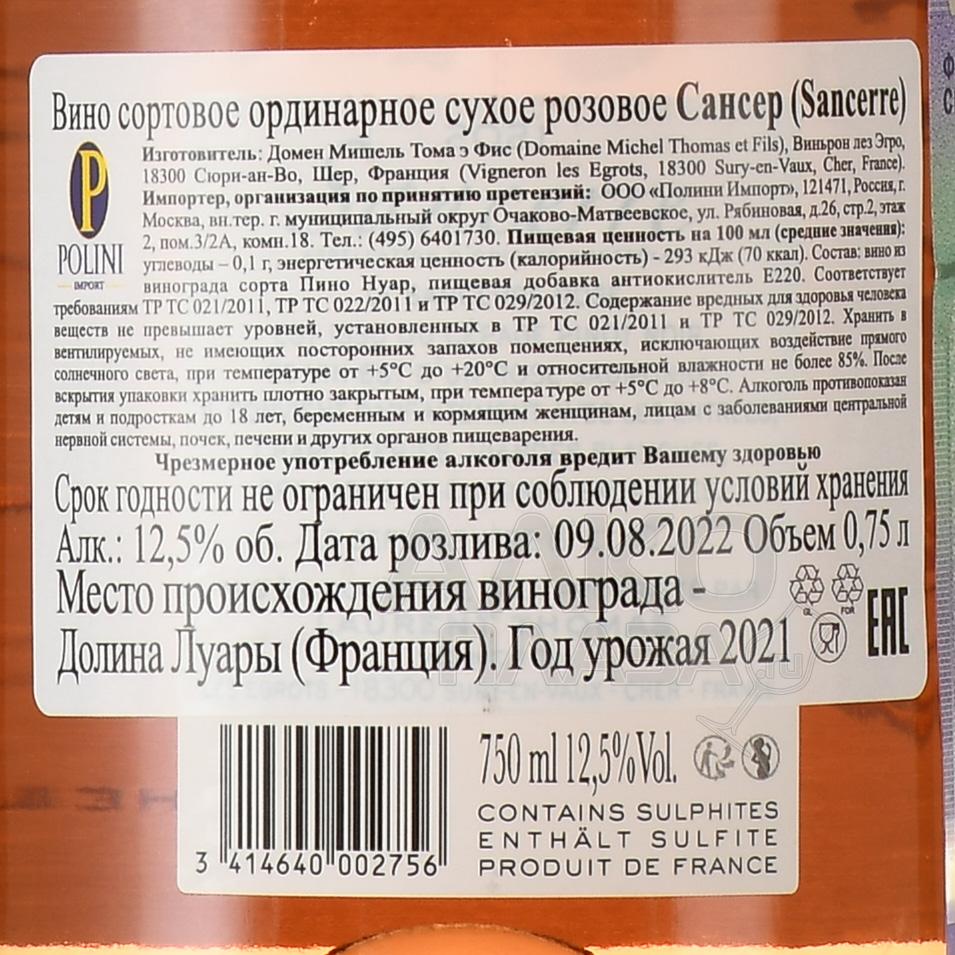 Вино сортовое ординарное сухое розовое Сансер (Sancerre)
Изготовитель: Домен Мишель Тома э Фис (Domaine Michel Thomas et Fils), Виньрон лез Эгро,
18300 Сюри-ан-Во, Шер, Франция (Vigneron les Egrots, 18300 Sury-en-Vaux, Cher, France).
Импортер, организация по принятию претензий: ООО «Полини Импорт», 121471, Россия, г.
Москва, вн.тер. г. муниципальный округ Очаково-Матвеевское, ул. Рябиновая, д.26, стр.2, этаж
2, пом.3/2А, комн.18. Тел.: (495) 6401730. Пищевая ценность на 100 мл (средние значения):
углеводы – 0,1 г, энергетическая ценность (калорийность) - 293 кДж (70 ккал). Состав: вино из
винограда сорта Пино Нуар, пищевая добавка антиокислитель Е220. Соответствует
P
POLINI
IMPORT
требованиям ТР ТС 021/2011, ТР ТС 022/2011 и ТР ТС 029/2012. Содержание вредных для здоровья человека
веществ не превышает уровней, установленных в ТР ТС 021/2011 и ТР ТС 029/2012. Хранить в
вентилируемых, не имеющих посторонних запахов помещениях, исключающих воздействие прямого
солнечного света, при температуре от +5°С до +20°С и относительной влажности не более 85%. После
вскрытия упаковки хранить плотно закрытым, при температуре от +5°С до +8°С. Алкоголь противопоказан
детям и подросткам до 18 лет, беременным и кормящим женщинам, лицам с заболеваниями центральной
нервной системы, почек, печени и других органов пищеварения.
Чрезмерное употребление алкоголя вредит Вашему здоровью
Срок годности не ограничен при соблюдении условий хранения
Алк.: 12,5% об. Дата розлива: 09.08.2022 Объем 0,75 л
Место происхождения винограда -
Долина Луары (Франция). Год урожая 2021
GL FOR
EAC
750 ml 12,5%Vol.
CONTAINS SULPHITES
ENTHÄLT SULFITE
PRODUIT DE FRANCE
3 414640 002756